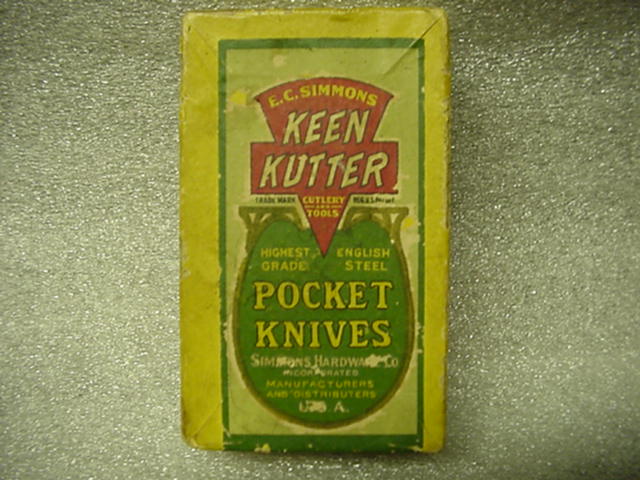 E.C. SIMMONS
KEEN
KUTTER
TRADE MARK CUTLERY
AND
TOOLS
HIGHEST ENGLISH
GRADE STEEL
POCKET
KNIVES
SIMMONS HARDWARE CO
INCORPORATED
MANUFACTURERS
AND DISTRIBUTERS
U.S.A.